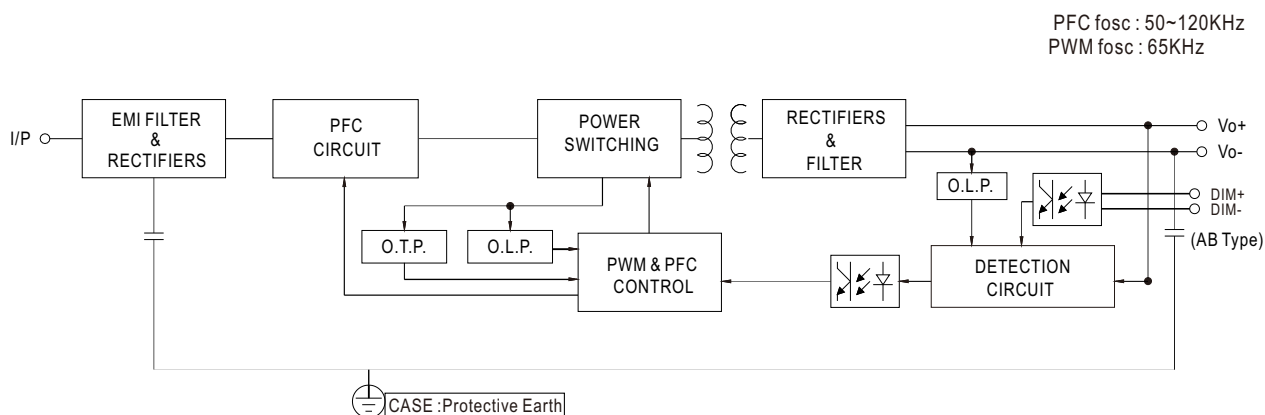 PFC fosc : 50~120KHz
PWM fosc : 65KHz
I/P
EMI FILTER
&
RECTIFIERS
PFC
CIRCUIT
POWER
SWITCHING
RECTIFIERS
&
FILTER
Vo+
Vo-
O.L.P.
DIM+
DIM-
(AB Type)
O.T.P.
O.L.P.
PWM & PFC
CONTROL
DETECTION
CIRCUIT
CASE : Protective Earth